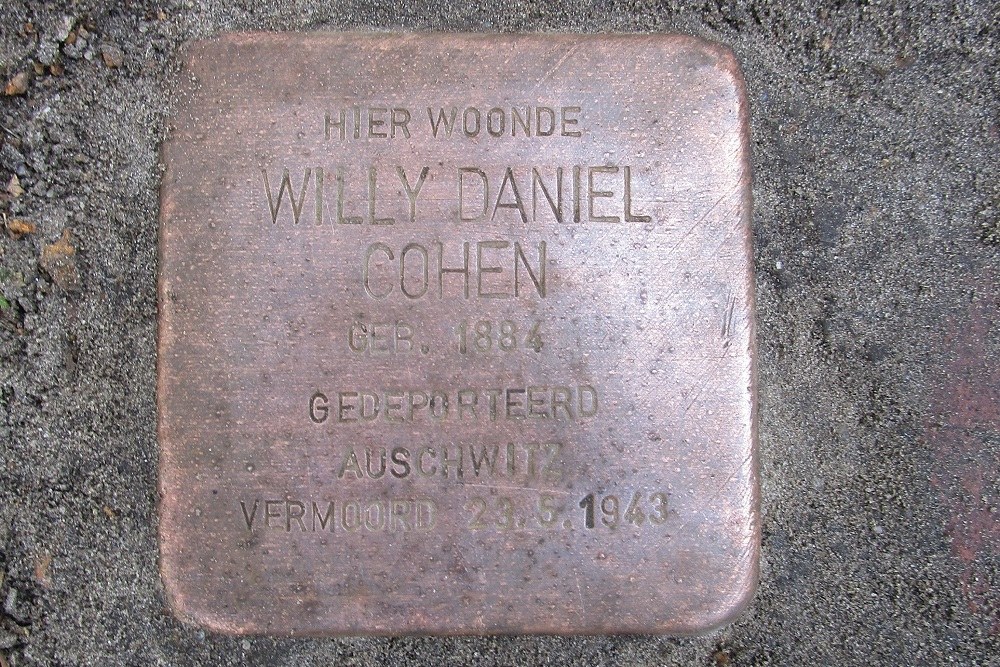 HIER WOONDE
WILLY DANIEL
COHEN
GEB. 1884
GEDEPORTEERD
AUSCHWITZ
VERMOORD 23.5.1943